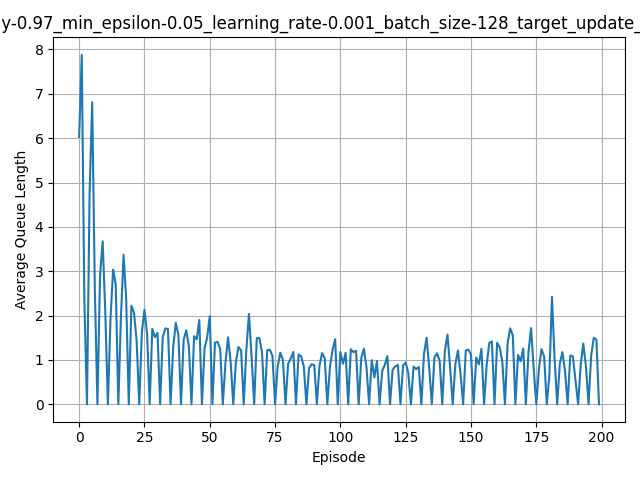 y-0.97_min_epsilon-0.05_learning_rate-0.001_batch_size-128_target_update_
8
7
6
5
4
3
2
1
0
Average Queue Length
0 25 50 75 100 125 150 175 200
Episode